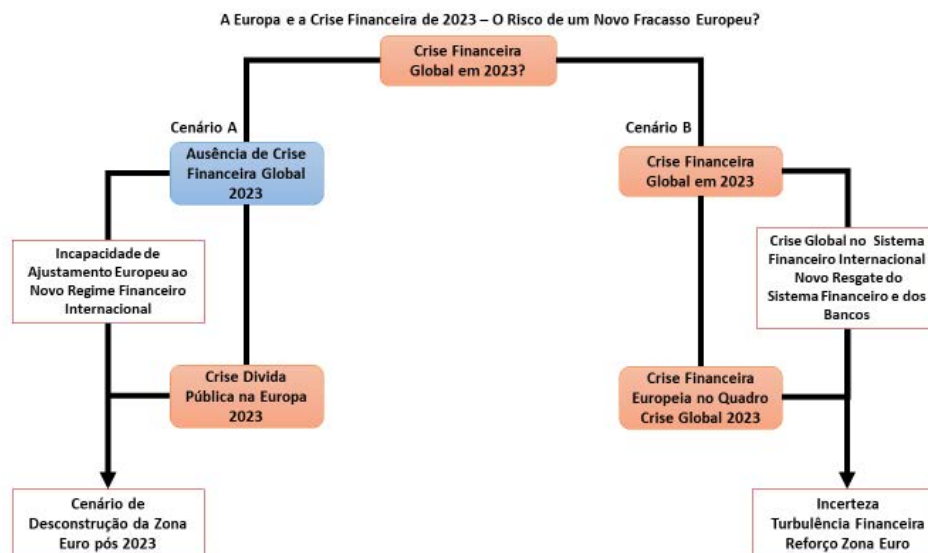 A Europa e a Crise Financeira de 2023 – O Risco de um Novo Fracasso Europeu?
Crise Financeira
Global em 2023?
Cenário A
Ausência de Crise
Financeira Global
2023
Incapacidade de
Ajustamento Europeu ao
Novo Regime Financeiro
Internacional
Crise Divida
Pública na Europa
2023
Cenário de
Desconstrução da Zona
Euro pós 2023
Cenário B
Crise Financeira
Global em 2023
Crise Global no Sistema
Financeiro Internacional
Novo Resgate do
Sistema Financeiro e dos
Bancos
Crise Financeira
Europeia no Quadro
Crise Global 2023
Incerteza
Turbulência Financeira
Reforço Zona Euro